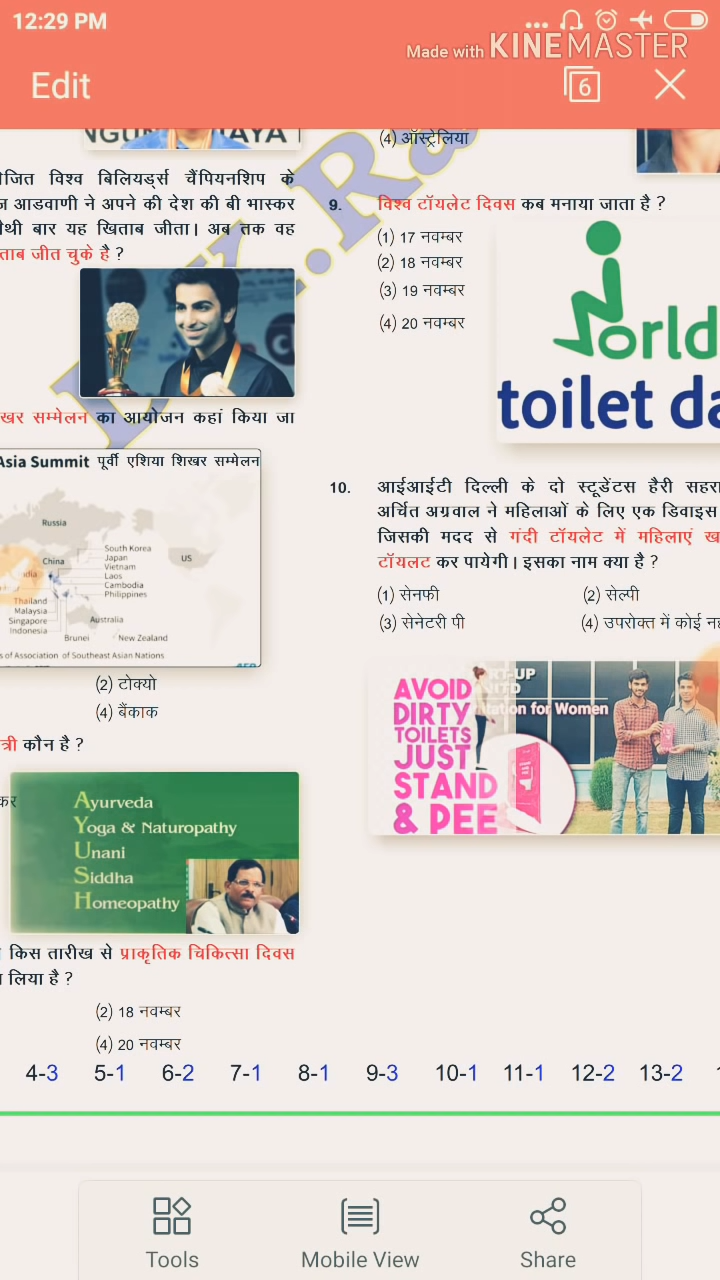 12:29 PM
Made with KINEMASTER
Edit
6
जित विश्व बिलियर्ड्स चैंपियनशिप के
आडवाणी ने अपने की देश की बी भास्कर
बार यह खिताब जीता। अब तक वह
जीत चुके है ?
सम्मेलन का आयोजन कहां किया जा
Asia Summit पूर्वी एशिया शिखर सम्मेलन
Russia
China
South Korea
Japan
Vietnam
Laos
Cambodia
Philippines
US
Thailand
Malaysia
Singapore
Indonesia
Australia
Brunei
New Zealand
s of Association of Southeast Asian Nations
(2) टोक्यो
(4) बैंकाक
कौन है ?
Ayurveda
Yoga & Naturopathy
Unani
Siddha
Homeopathy
किस तारीख से प्राकृतिक चिकित्सा दिवस
लिया है ?
(2) 18 नवम्बर
(4) 20 नवम्बर
(4) ऑस्ट्रेलिया
9. विश्व टॉयलेट दिवस कब मनाया जाता है ?
(1) 17 नवम्बर
(2) 18 नवम्बर
(3) 19 नवम्बर
(4) 20 नवम्बर
World
toilet da
10. आईआईटी दिल्ली के दो स्टूडेंटस हैरी सहरा
अर्चित अग्रवाल ने महिलाओं के लिए एक डिवाइस
जिसकी मदद से गंदी टॉयलेट में महिलाएं ख
टॉयलट कर पायेगी। इसका नाम क्या है ?
(1) सेनफी (2) सेल्पी
(3) सेनेटरी पी (4) उपरोक्त में कोई नह
AVOID
DIRTY
TOILETS
JUST
STAND
& PEE
RT-UP
IITD
itation for Women
4-3 5-1 6-2 7-1 8-1 9-3 10-1 11-1 12-2 13-2
Tools Mobile View Share